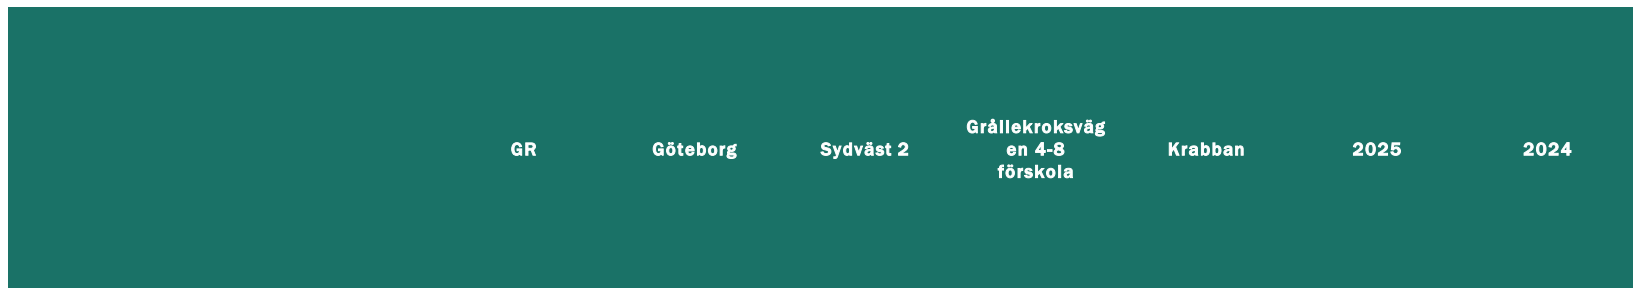 GR
Göteborg
Sydväst 2
Grållekroksväg
en 4-8
förskola
Krabban
2025
2024